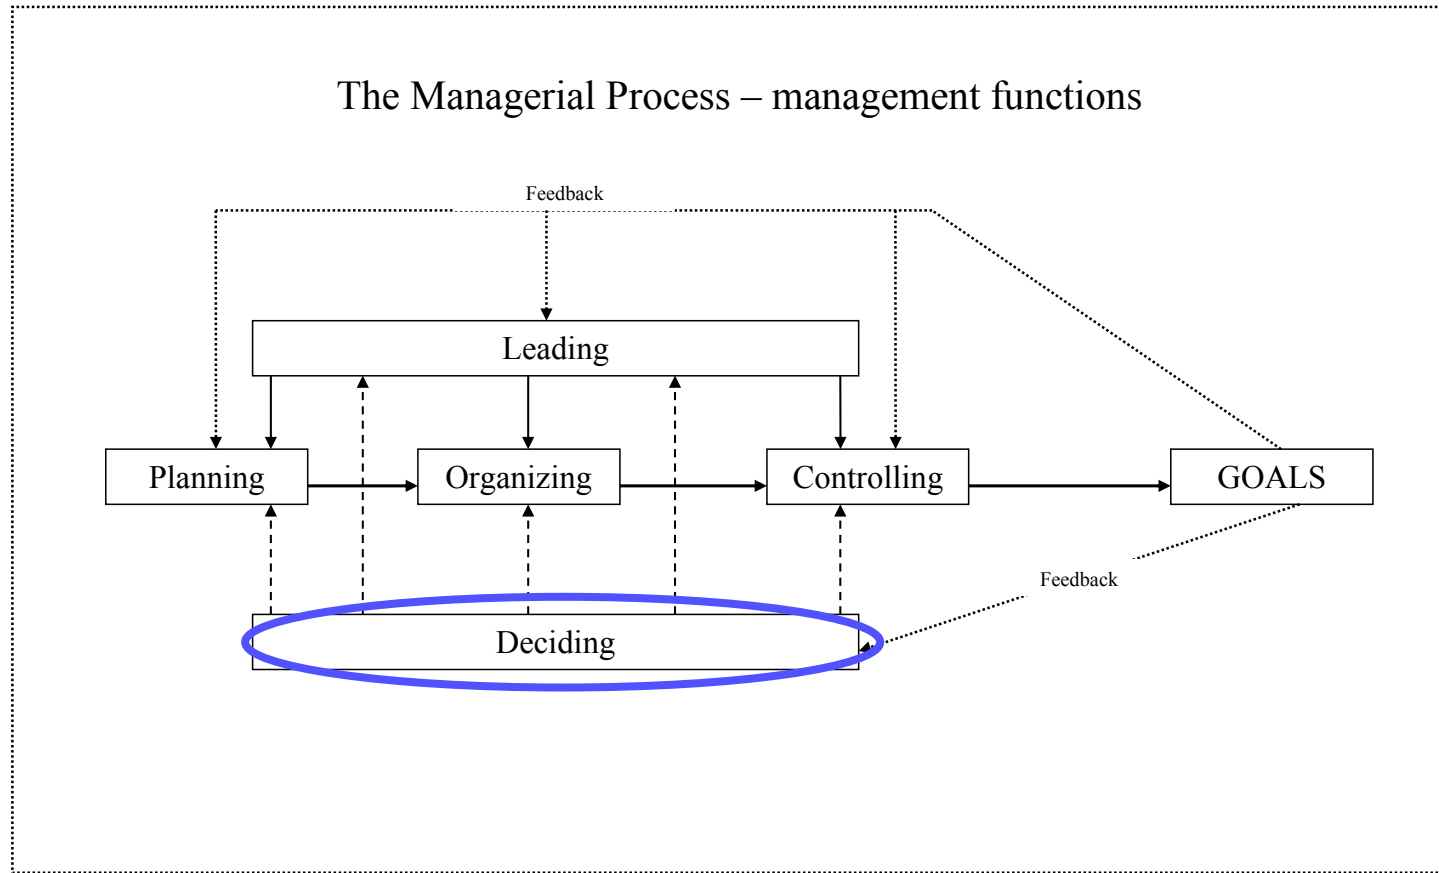 The Managerial Process – management functions
Feedback
Leading
Planning
Organizing
Controlling
GOALS
Feedback
Deciding